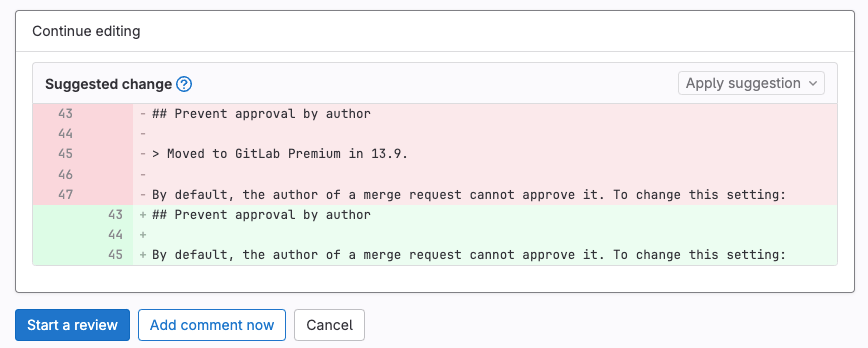 Continue editing
Suggested change ?
Apply suggestion
43 - ## Prevent approval by author
44 -
45 - > Moved to GitLab Premium in 13.9.
46 -
47 - By default, the author of a merge request cannot approve it. To change this setting:
43 + ## Prevent approval by author
44 +
45 + By default, the author of a merge request cannot approve it. To change this setting:
Start a review
Add comment now
Cancel